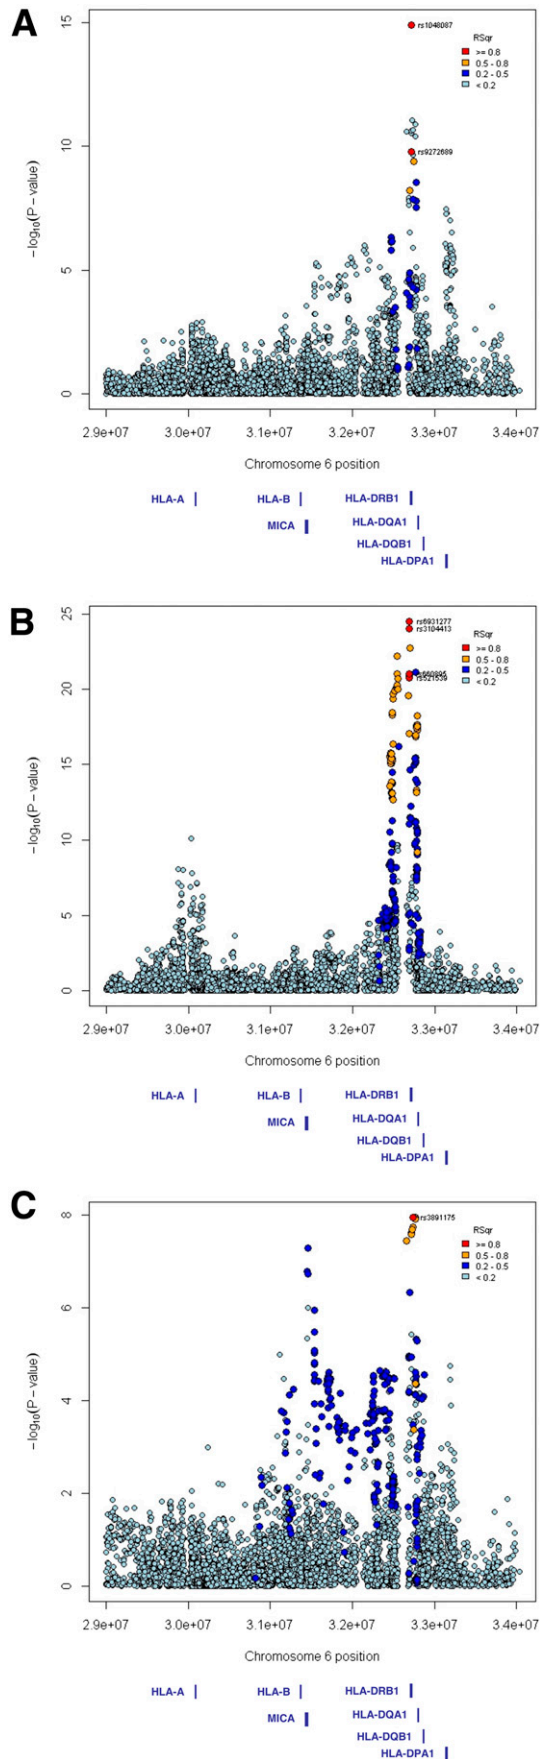 A
15
10
5
0
−log10(P − value)
rs1048087
rs9272689
RSqr
>= 0.8
0.5 - 0.8
0.2 - 0.5
< 0.2
2.9e+07 3.0e+07 3.1e+07 3.2e+07 3.3e+07 3.4e+07
Chromosome 6 position
HLA-A HLA-B HLA-DRB1
MICA HLA-DQA1
HLA-DQB1
HLA-DPA1
B
25
20
15
10
5
0
−log10(P − value)
rs6931277
rs3104413
rs521539
RSqr
>= 0.8
0.5 - 0.8
0.2 - 0.5
< 0.2
2.9e+07 3.0e+07 3.1e+07 3.2e+07 3.3e+07 3.4e+07
Chromosome 6 position
HLA-A HLA-B HLA-DRB1
MICA HLA-DQA1
HLA-DQB1
HLA-DPA1
C
8
6
4
2
0
−log10(P − value)
rs3891175
RSqr
>= 0.8
0.5 - 0.8
0.2 - 0.5
< 0.2
2.9e+07 3.0e+07 3.1e+07 3.2e+07 3.3e+07 3.4e+07
Chromosome 6 position
HLA-A HLA-B HLA-DRB1
MICA HLA-DQA1
HLA-DQB1
HLA-DPA1